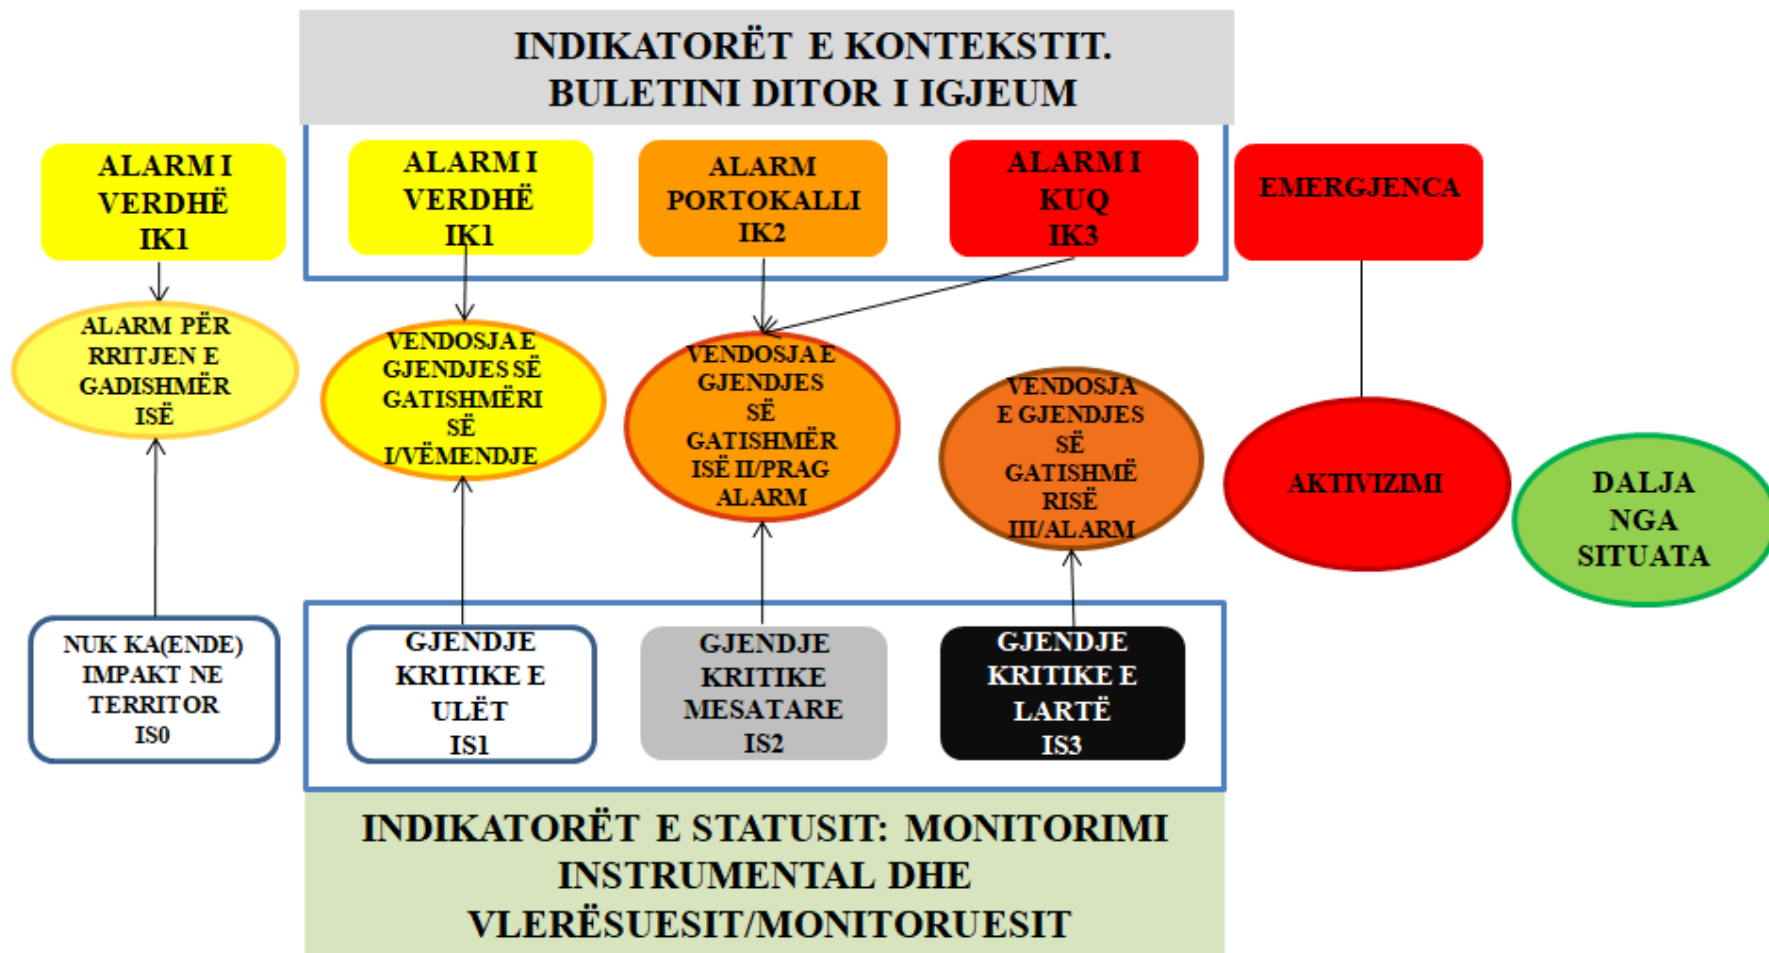 INDIKATORËT E KONTEKSTIT.
BULETINI DITOR I IGJEUM
ALARM I
VERDHË
IK1
ALARM I
VERDHË
IK1
ALARM
PORTOKALLI
IK2
ALARM I
KUQ
IK3
EMERGJENCA
ALARM PËR
RRITJEN E
GADISHMËR
ISË
VENDOSJA E
GJENDJES SË
GATISHMËRI
SË
I/VËMENDJE
VENDOSJA E
GJENDJES
SË
GATISHMËR
ISË II/PRAG
ALARM
VENDOSJA
E GJENDJES
SË
GATISHMË
RISË
III/ALARM
AKTIVIZIMI
DALJA
NGA
SITUATA
NUK KA(ENDE)
IMPAKT NE
TERRITOR
IS0
GJENDJE
KRITIKE E
ULËT
IS1
GJENDJE
KRITIKE
MESATARE
IS2
GJENDJE
KRITIKE E
LARTË
IS3
INDIKATORËT E STATUSIT: MONITORIMI
INSTRUMENTAL DHE
VLERËSUESIT/MONITORUESIT